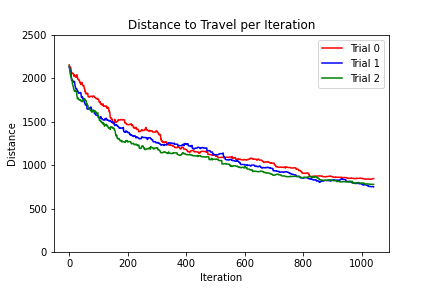 Distance to Travel per Iteration
2500
2000
1500
1000
500
0
Distance
0 200 400 600 800 1000
Iteration
Trial 0
Trial 1
Trial 2